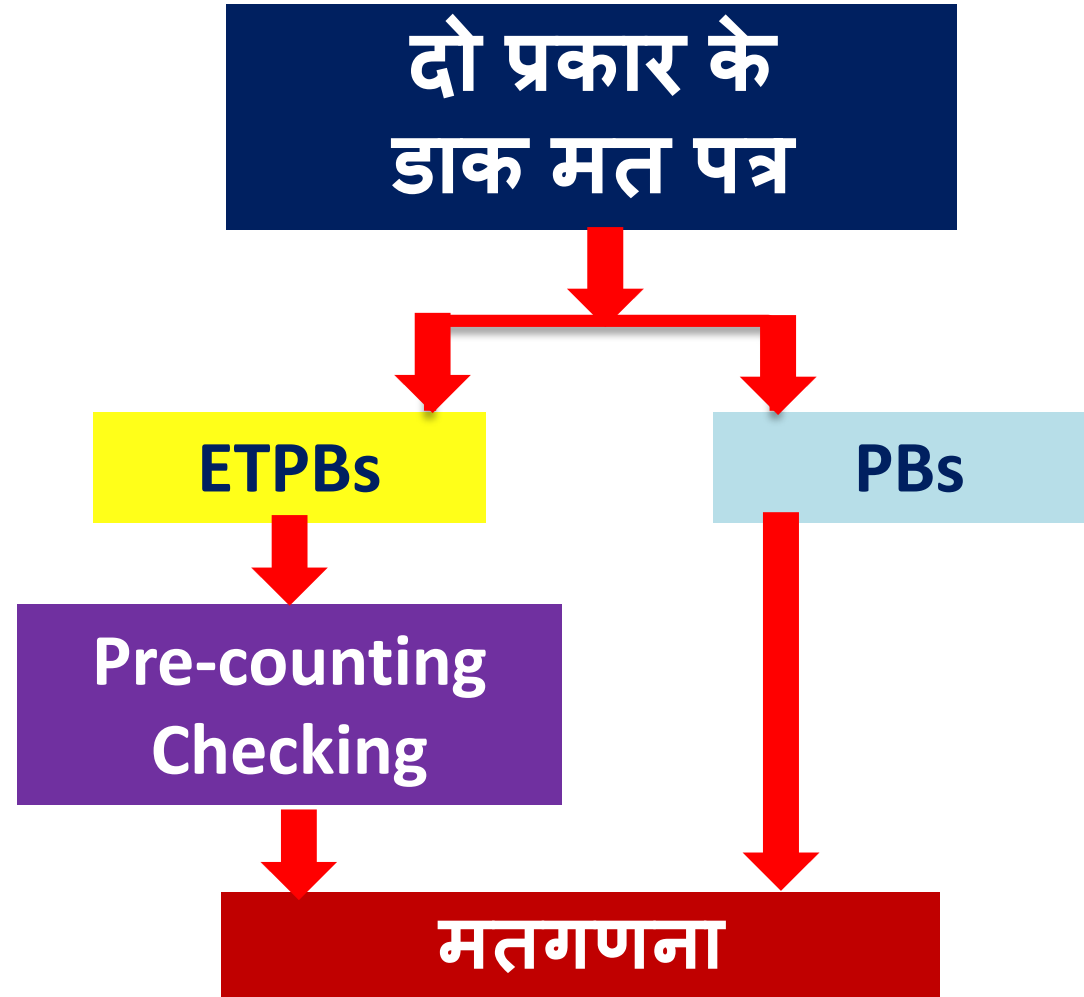 दो प्रकार के
डाक मत पत्र
ETPBs
PBs
Pre-counting
Checking
मतगणना